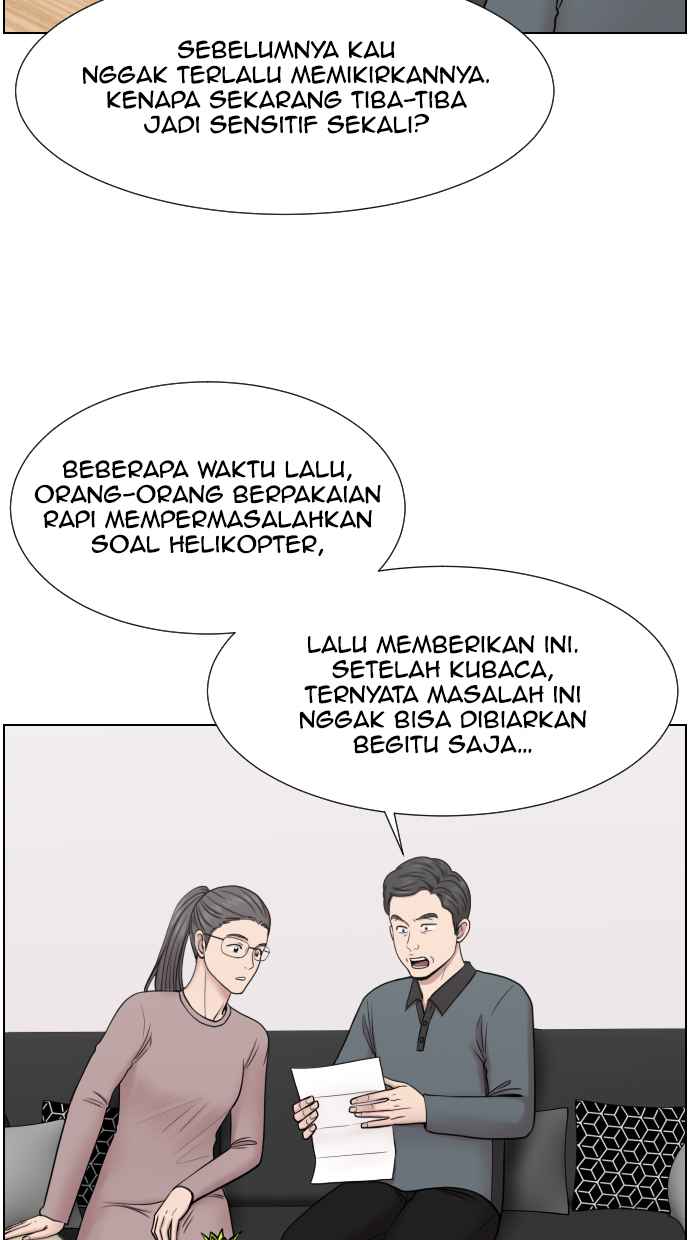 SEBELUMNYA KAU
NGGAK TERLALU MEMIKIRKANNYA.
KENAPA SEKARANG TIBA-TIBA
JADI SENSITIF SEKALI?
BEBERAPA WAKTU LALU,
ORANG-ORANG BERPAKAIAN
RAPI MEMPERMASALAHKAN
SOAL HELIKOPTER,
LALU MEMBERIKAN INI.
SETELAH KUBACA,
TERNYATA MASALAH INI
NGGAK BISA DIBIARKAN
BEGITU SAJA...